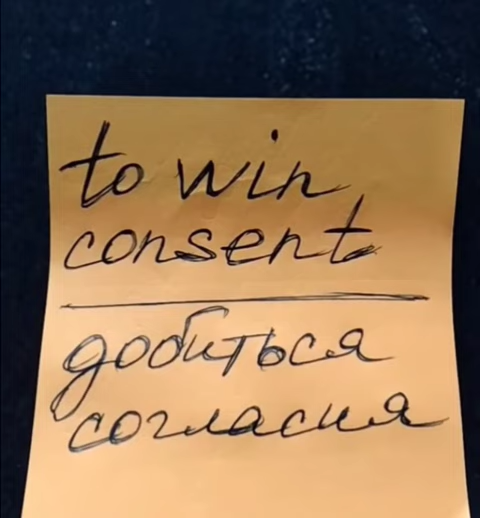 to win
consent
добиться
согласия